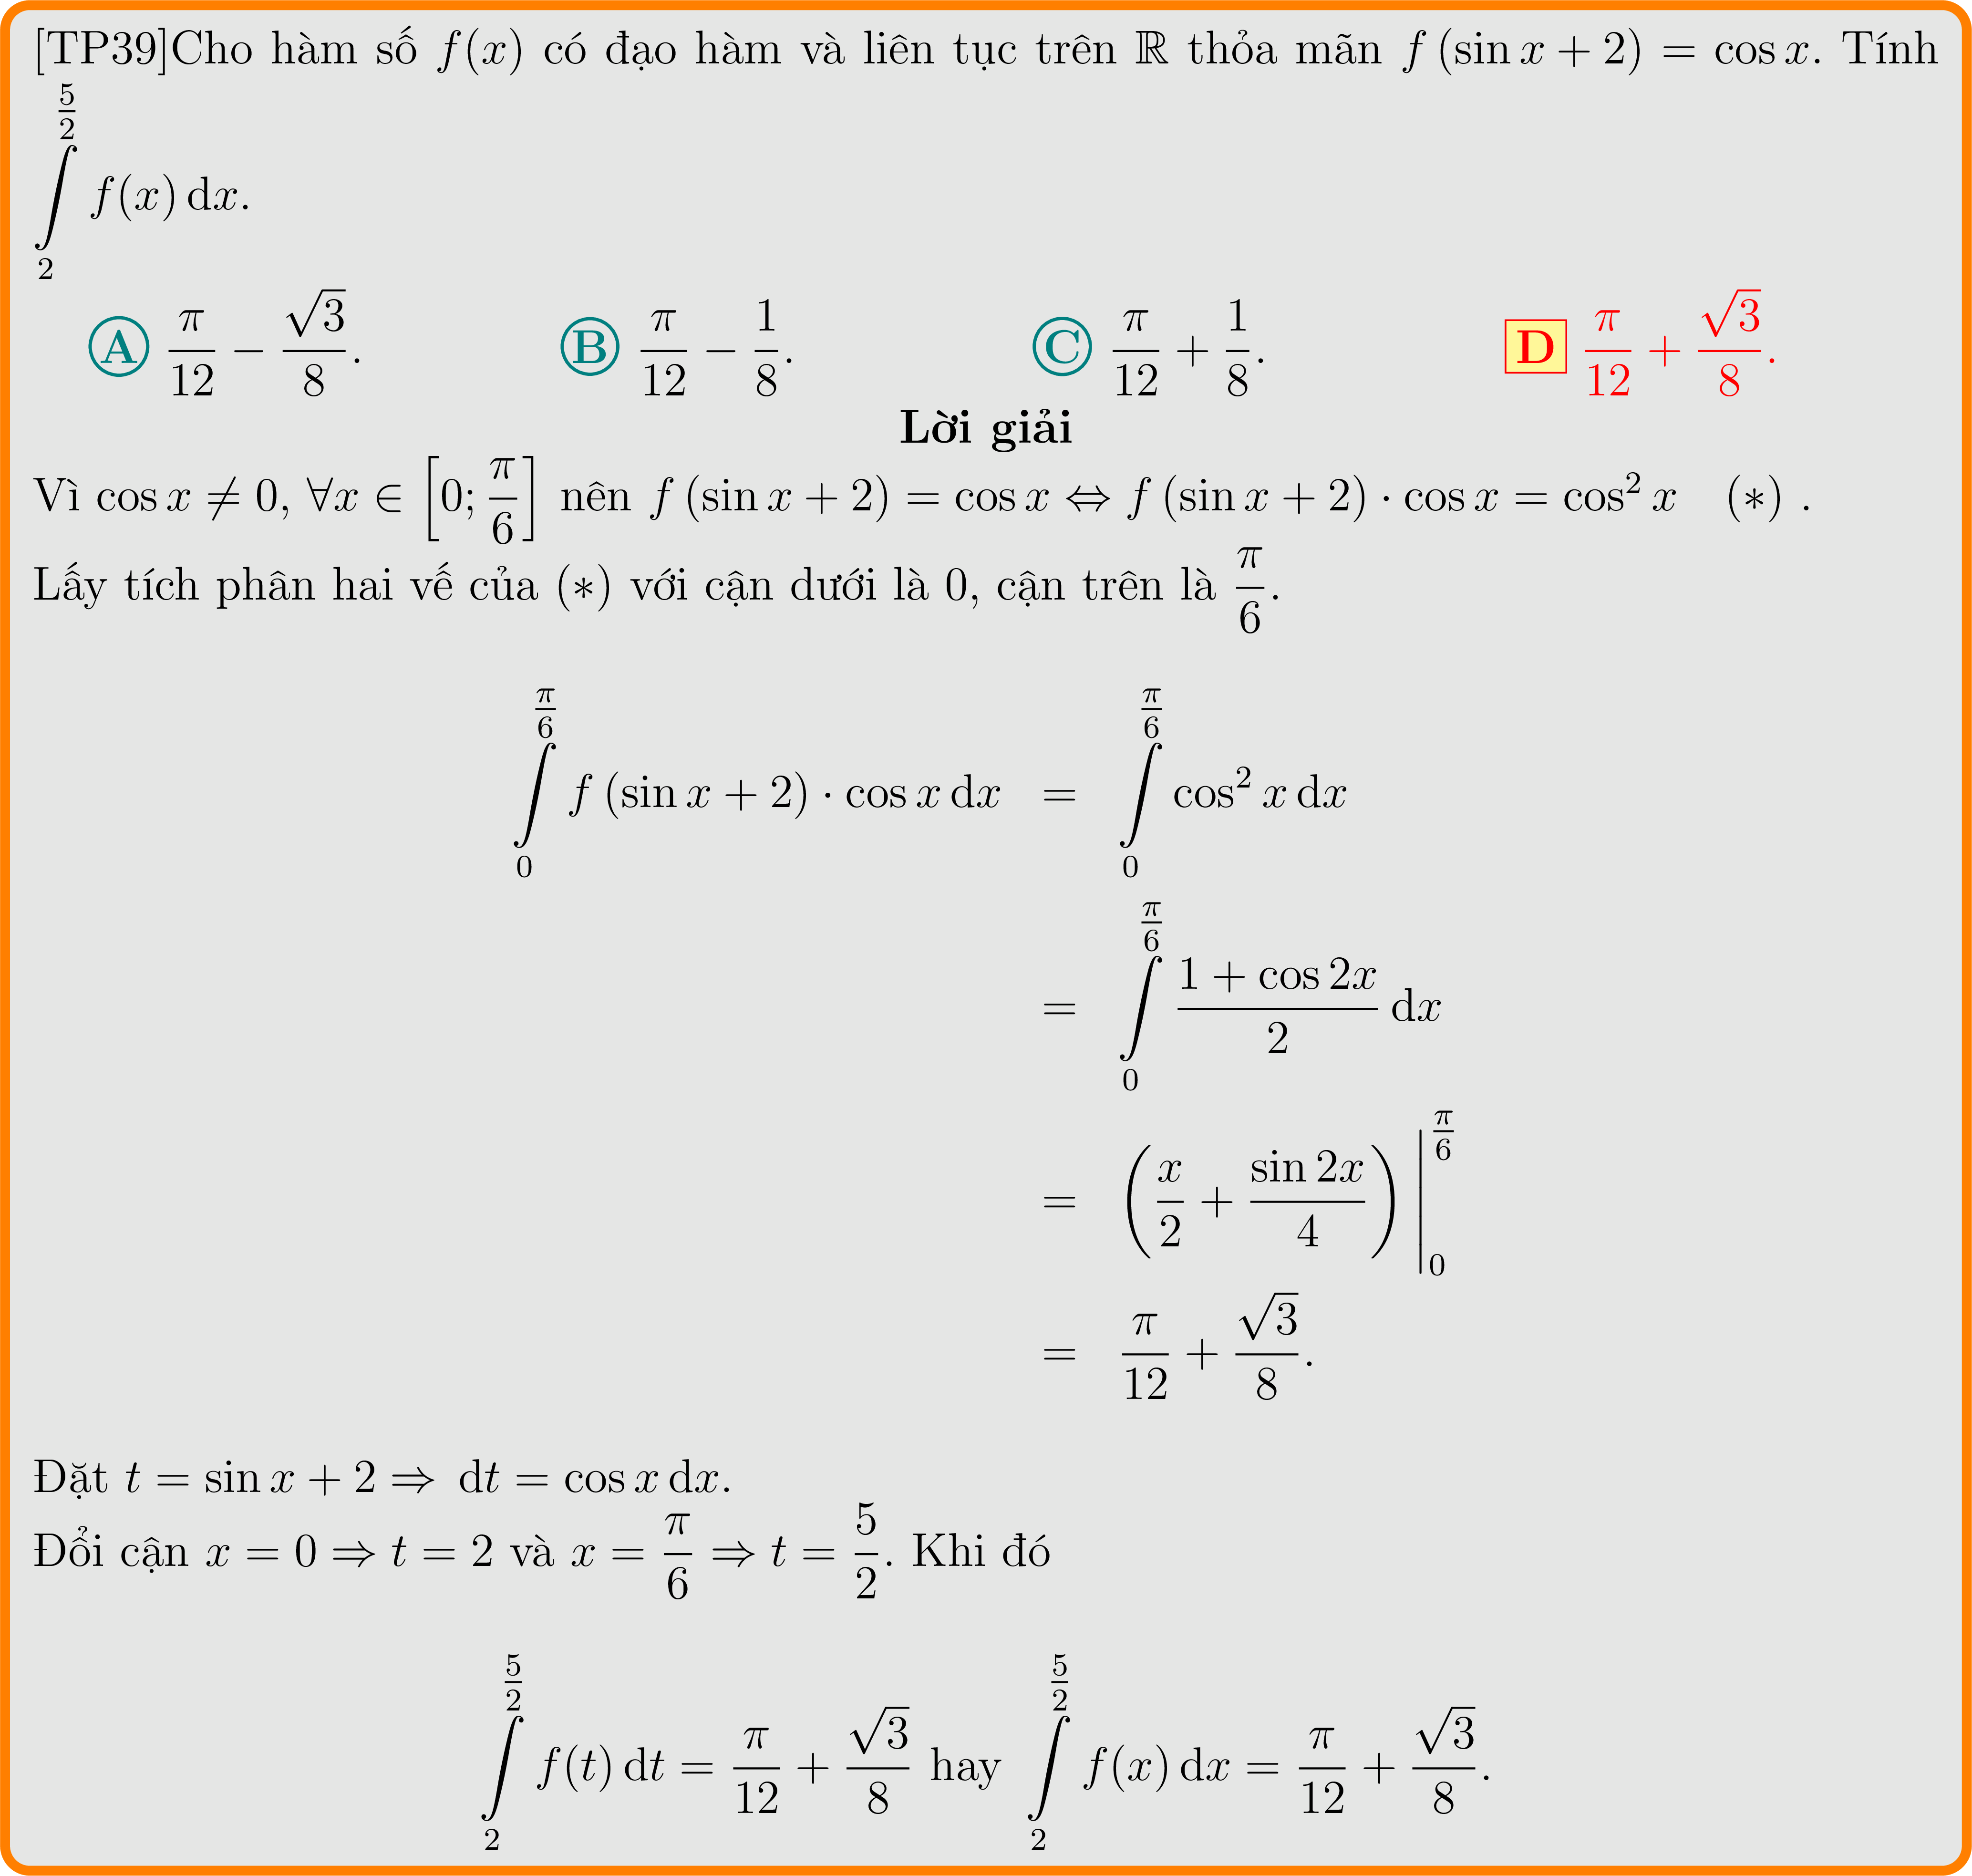 [TP39]Cho hàm số $f(x)$ có đạo hàm và liên tục trên $\mathbb{R}$ thỏa mãn $f(\sin x + 2) = \cos x$. Tính
$\int\limits_{2}^{\frac{5}{2}} f(x)\,\mathrm{d}x$.
A $\frac{\pi}{12} - \frac{\sqrt{3}}{8}$. B $\frac{\pi}{12} - \frac{1}{8}$. C $\frac{\pi}{12} + \frac{1}{8}$. D $\frac{\pi}{12} + \frac{\sqrt{3}}{8}$.
Lời giải
Vì $\cos x \neq 0, \forall x \in \left[0; \frac{\pi}{6}\right]$ nên $f(\sin x + 2) = \cos x \Leftrightarrow f(\sin x + 2) \cdot \cos x = \cos^2 x \quad (*)$ .
Lấy tích phân hai vế của $(*)$ với cận dưới là 0, cận trên là $\frac{\pi}{6}$.
$\int\limits_{0}^{\frac{\pi}{6}} f(\sin x + 2) \cdot \cos x\,\mathrm{d}x = \int\limits_{0}^{\frac{\pi}{6}} \cos^2 x\,\mathrm{d}x$
$= \int\limits_{0}^{\frac{\pi}{6}} \frac{1 + \cos 2x}{2}\,\mathrm{d}x$
$= \left(\frac{x}{2} + \frac{\sin 2x}{4}\right)\Big|_{0}^{\frac{\pi}{6}}$
$= \frac{\pi}{12} + \frac{\sqrt{3}}{8}$.
Đặt $t = \sin x + 2 \Rightarrow \mathrm{d}t = \cos x\,\mathrm{d}x$.
Đổi cận $x = 0 \Rightarrow t = 2$ và $x = \frac{\pi}{6} \Rightarrow t = \frac{5}{2}$. Khi đó
$\int\limits_{2}^{\frac{5}{2}} f(t)\,\mathrm{d}t = \frac{\pi}{12} + \frac{\sqrt{3}}{8}$ hay $\int\limits_{2}^{\frac{5}{2}} f(x)\,\mathrm{d}x = \frac{\pi}{12} + \frac{\sqrt{3}}{8}$.